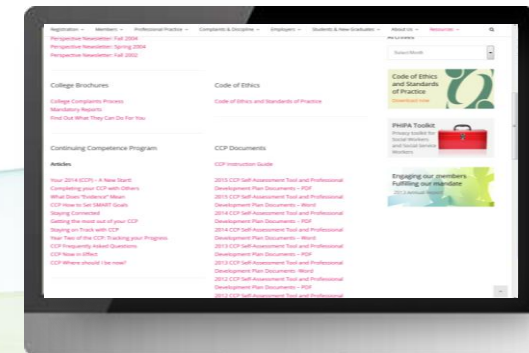 Registration Members Professional Practice Complaints & Discipline Employers Students & New Graduates About Us Resources
Perspective Newsletter: Fall 2004
Perspective Newsletter: Spring 2004
Perspective Newsletter: Fall 2002
College Brochures
College Complaints Process
Mandatory Reports
Find Out What They Can Do For You
Code of Ethics
Code of Ethics and Standards of Practice
Continuing Competence Program
Articles:
Your 2014 (CCP) – A New Start!
Completing your CCP with Others
What Does "Evidence" Mean
CCP How to Set SMART Goals
Staying Connected
Getting the most out of your CCP
Staying on Track with CCP
Year Two of the CCP: Tracking your Progress
CCP Frequently Asked Questions
CCP Now in Effect
CCP Where should I be now?
CCP Documents
CCP Instruction Guide
2015 CCP Self-Assessment Tool and Professional
Development Plan Documents – PDF
2015 CCP Self-Assessment Tool and Professional
Development Plan Documents – Word
2014 CCP Self-Assessment Tool and Professional
Development Plan Documents – PDF
2014 CCP Self-Assessment Tool and Professional
Development Plan Documents – Word
2013 CCP Self-Assessment Tool and Professional
Development Plan Documents – PDF
2013 CCP Self-Assessment Tool and Professional
Development Plan Documents -Word
2012 CCP Self-Assessment Tool and Professional
Development Plan Documents – PDF
2012 CCP Self-Assessment Tool and Professional
Archives
Select Month
Code of Ethics
and Standards
of Practice
Download now
PHIPA Toolkit
Privacy toolkit for
Social Workers
and Social Service
Workers
Engaging our members
Fulfilling our mandate